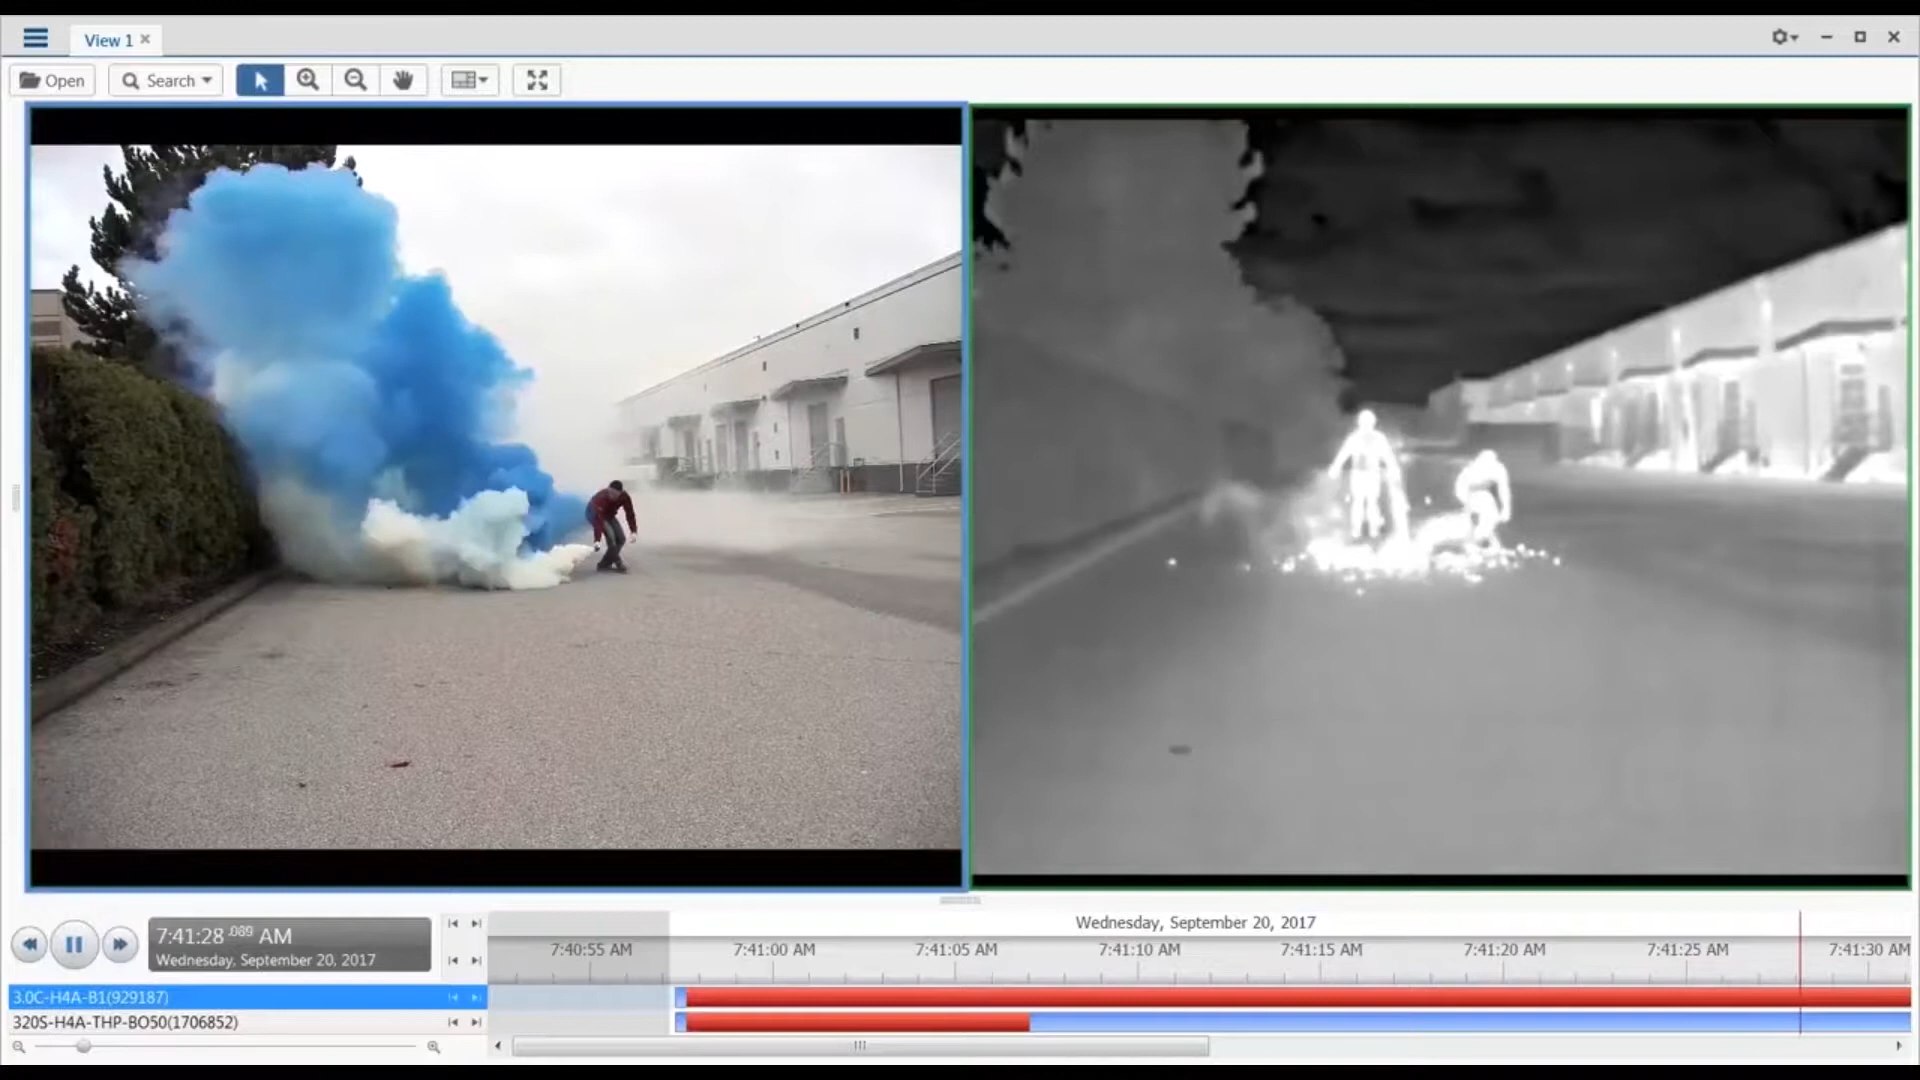 View 1
Open
Search
7:41:28.089 AM
Wednesday, September 20, 2017
Wednesday, September 20, 2017
7:40:55 AM 7:41:00 AM 7:41:05 AM 7:41:10 AM 7:41:15 AM 7:41:20 AM 7:41:25 AM 7:41:30 AM
3.0C-H4A-B1(929187)
320S-H4A-THP-BO50(1706852)